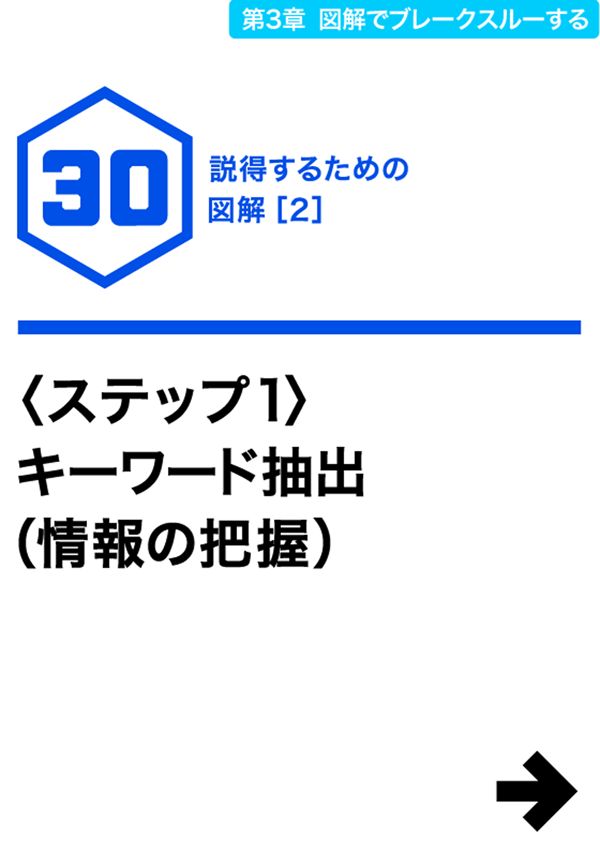 第3章 図解でブレークスルーする
30
説得するための
図解［2］
〈ステップ1〉
キーワード抽出
（情報の把握）